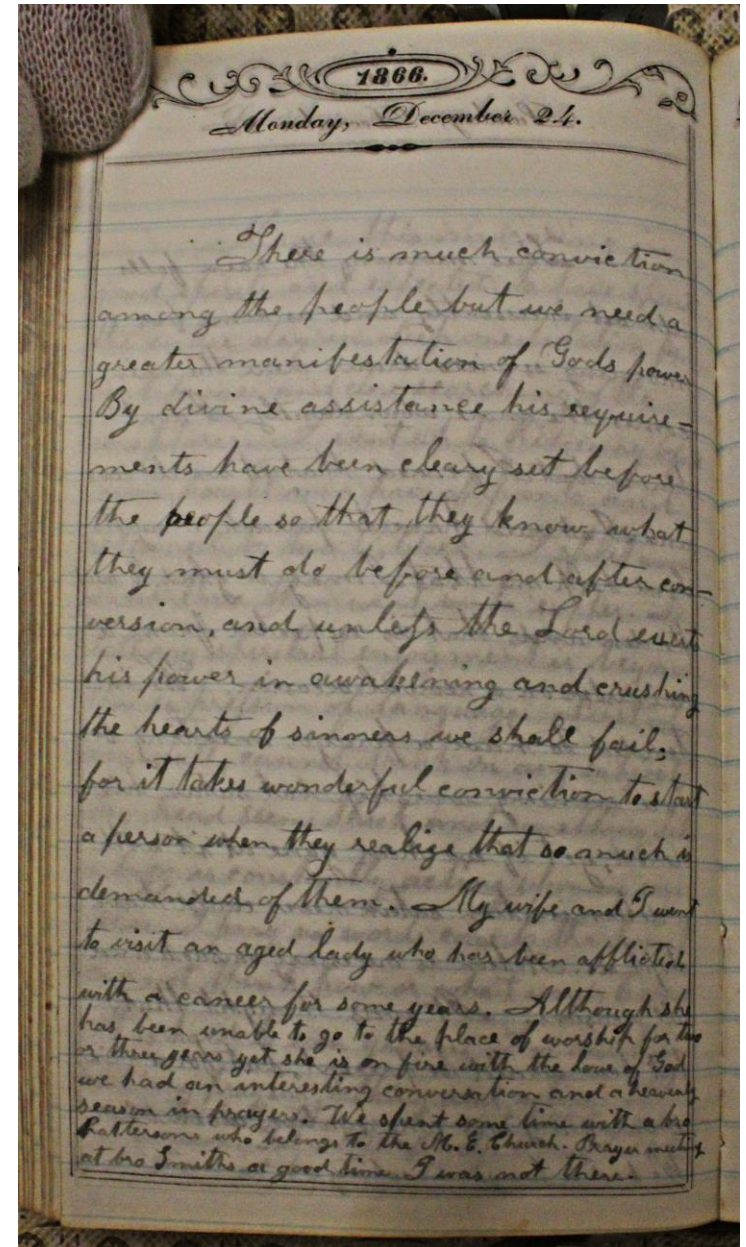 1866.
Monday, December 24.
There is much conviction
among the people but we need a
greater manifestation of Gods power
By divine assistance his require-
ments have been cleary set before
the people so that they know what
they must do before and after con-
version, and unless the Lord exert
his power in awakening and crushing
the hearts of sinners we shall fail,
for it takes wonderful conviction to start
a person when they realize that so much is
demanded of them. My wife and I went
to visit an aged lady who has been afflicted
with a cancer for some years. Although she
has been unable to go to the place of worship for two
or three years yet she is on fire with the love of God
we had an interesting conversation and a heavenly
season in prayers. We spent some time with a bro
Pattersons who belongs to the M. E. Church. Prayer meeting
at bro Smiths a good time I was not there.